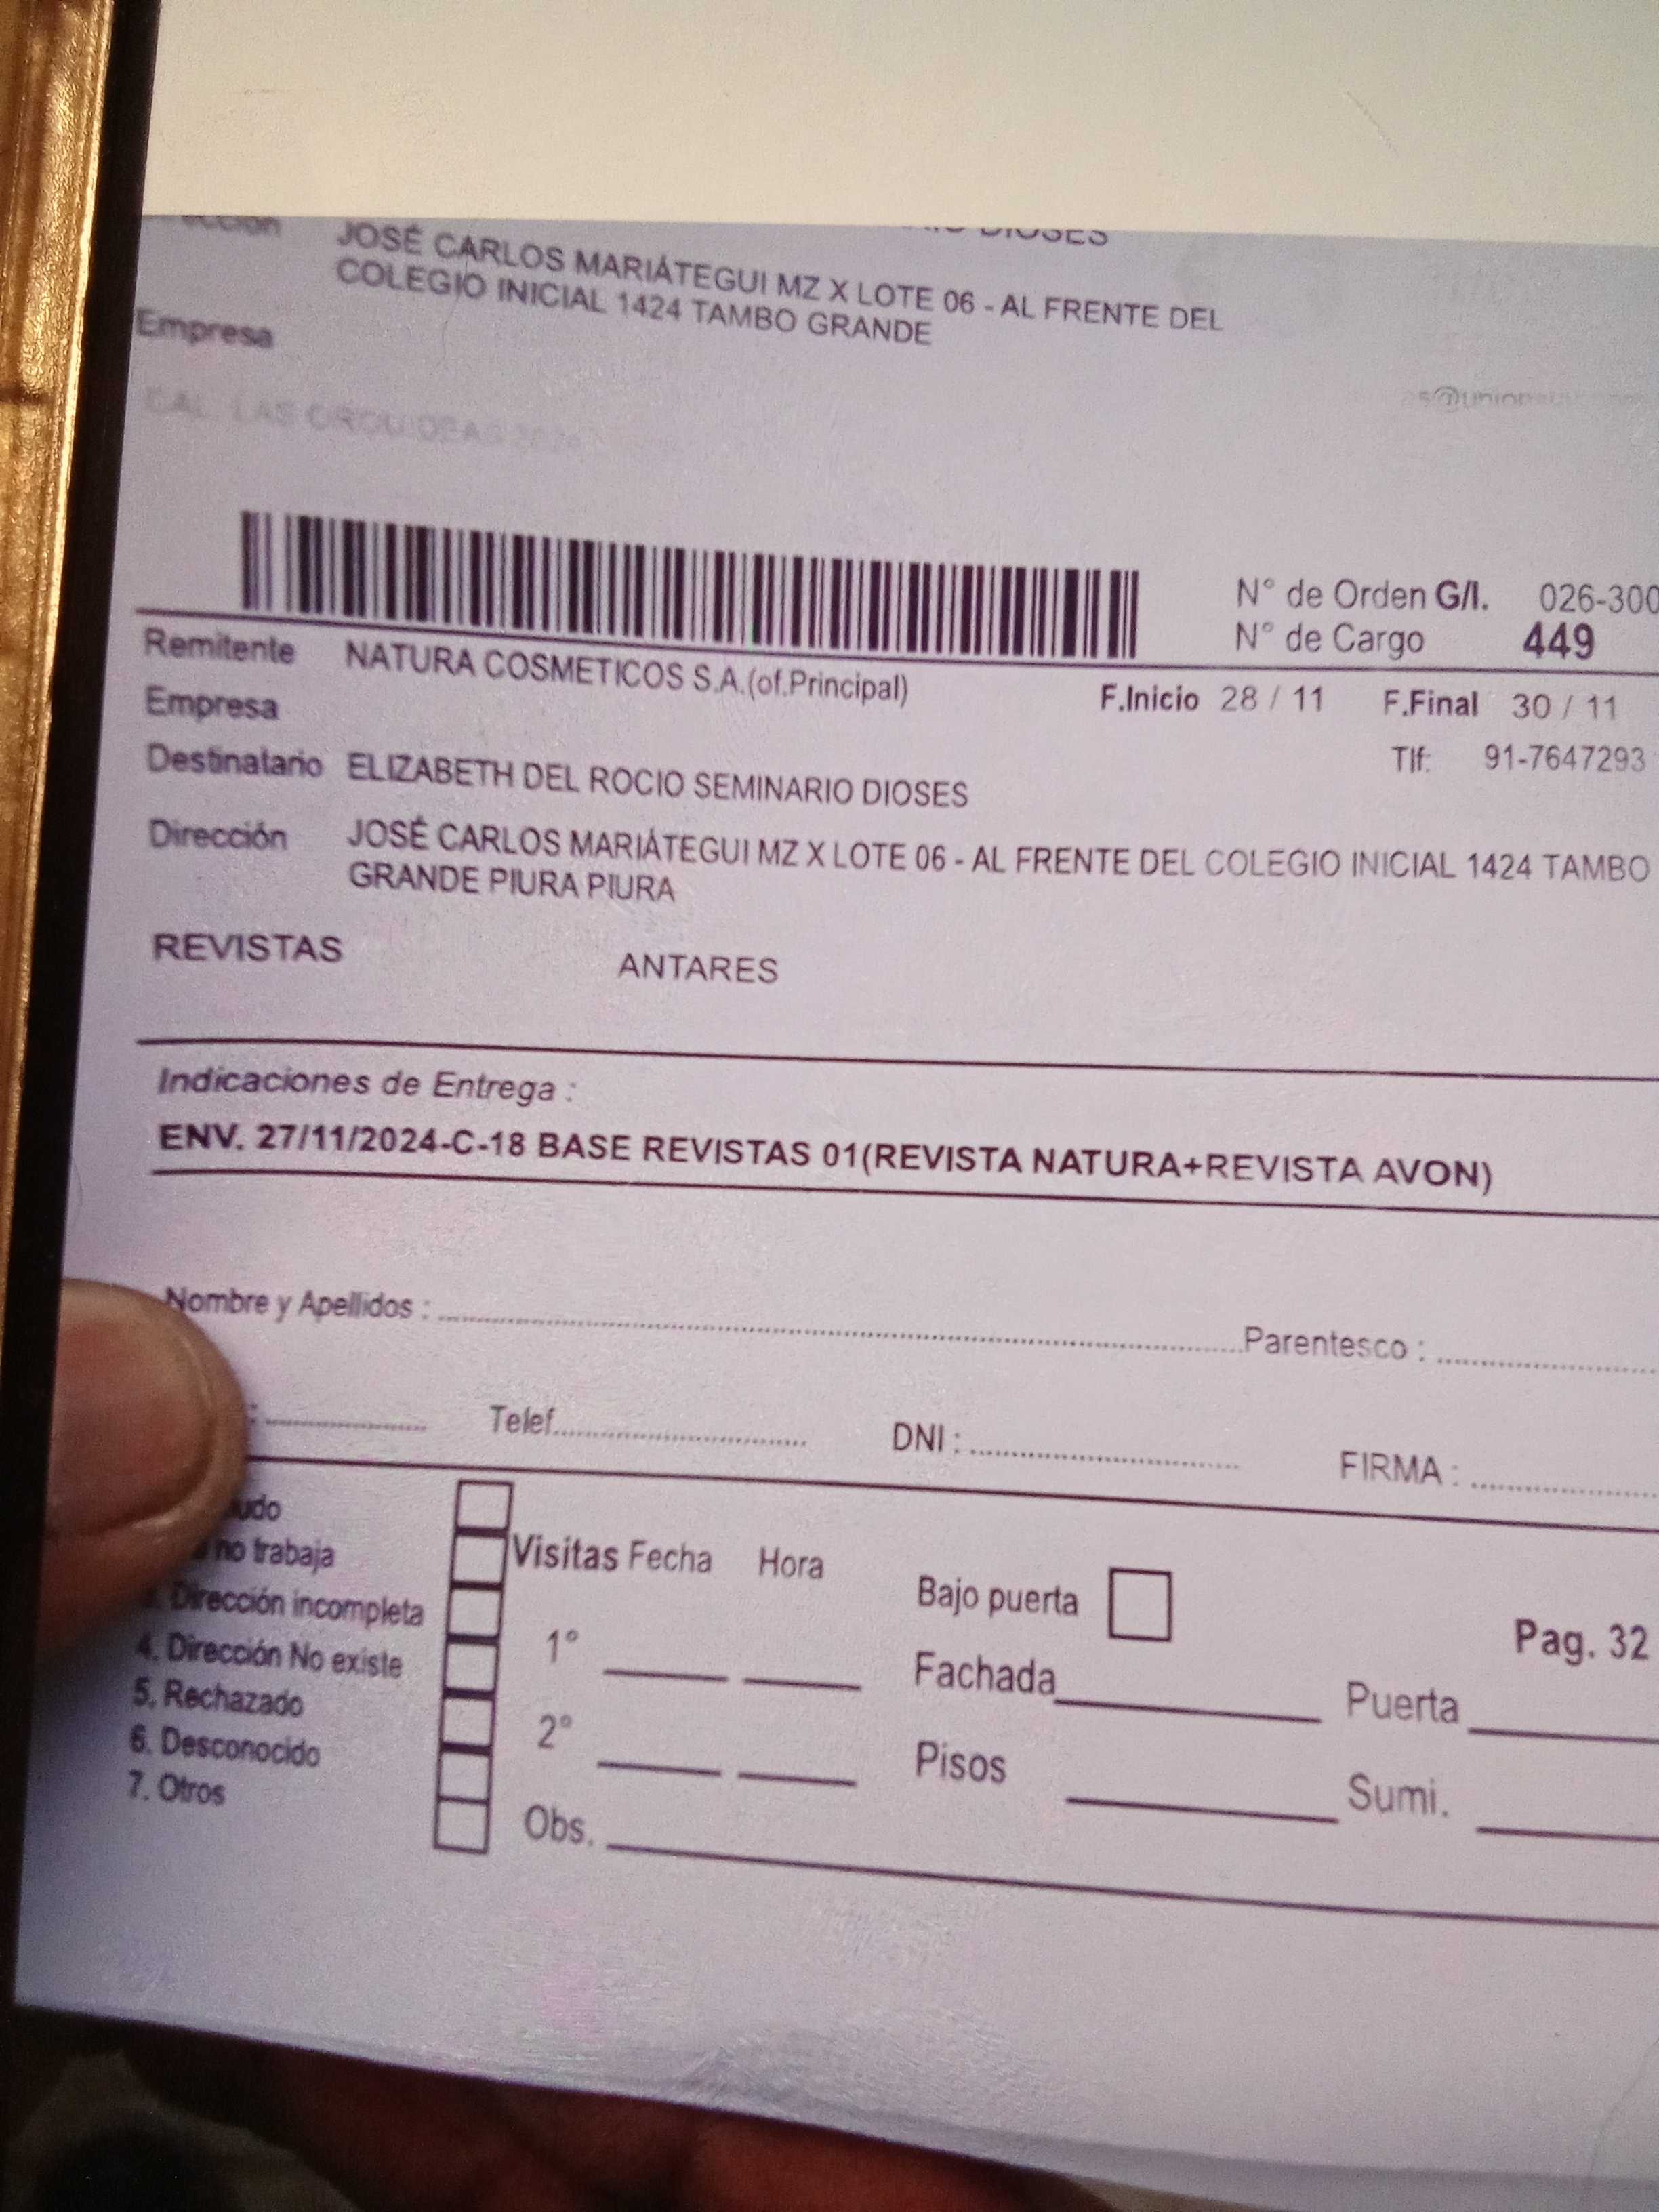 DIOSES
JOSÉ CARLOS MARIÁTEGUI MZ X LOTE 06 - AL FRENTE DEL
COLEGIO INICIAL 1424 TAMBO GRANDE
Empresa
CAL. LAS ORQUIDEAS
N° de Orden G/I. 026-300
N° de Cargo 449
Remitente NATURA COSMETICOS S.A.(of.Principal)
F.Inicio 28 / 11 F.Final 30 / 11
Empresa
Tlf: 91-7647293
Destinatario ELIZABETH DEL ROCIO SEMINARIO DIOSES
Dirección JOSÉ CARLOS MARIÁTEGUI MZ X LOTE 06 - AL FRENTE DEL COLEGIO INICIAL 1424 TAMBO
GRANDE PIURA PIURA
REVISTAS ANTARES
Indicaciones de Entrega :
ENV. 27/11/2024-C-18 BASE REVISTAS 01(REVISTA NATURA+REVISTA AVON)
Nombre y Apellidos : Parentesco :
: Telef. DNI : FIRMA :
no trabaja
Dirección incompleta
4. Dirección No existe
5. Rechazado
6. Desconocido
7. Otros
Visitas Fecha Hora
1°
2°
Obs.
Bajo puerta
Fachada Puerta
Pisos Sumi.
Pag. 32